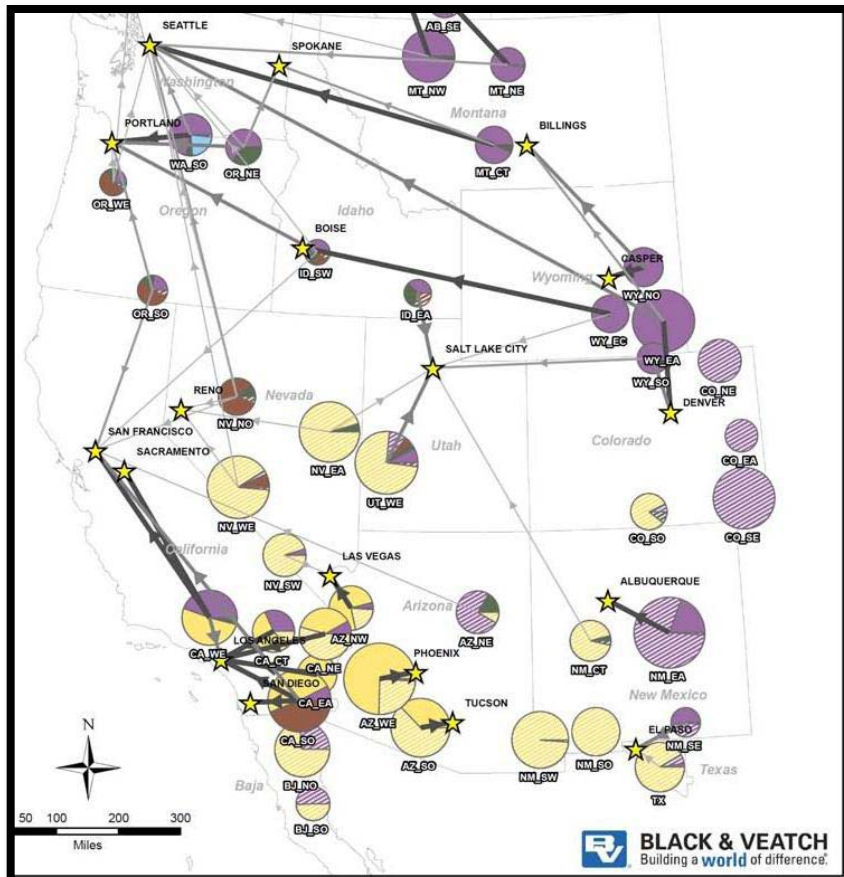 AB_SE
SEATTLE
SPOKANE
MT_NW
MT_NE
Washington
Montana
PORTLAND
BILLINGS
WA_SO
OR_NE
MT_CT
OR_WE
Oregon
Idaho
BOISE
CASPER
ID_SW
Wyoming
WY_NO
OR_SO
ID_EA
WY_EC
SALT LAKE CITY
WY_EA
WY_SO
CO_NE
RENO
Nevada
DENVER
NV_NO
SAN FRANCISCO
Utah
Colorado
CO_EA
SACRAMENTO
NV_EA
UT_WE
NV_WE
CO_SO
CO_SE
California
LAS VEGAS
NV_SW
ALBUQUERQUE
Arizona
AZ_NW
AZ_NE
LOS ANGELES
CA_WE
CA_CT
CA_NE
PHOENIX
NM_CT
NM_EA
SAN DIEGO
CA_EA
New Mexico
AZ_WE
TUCSON
CA_SO
AZ_SO
EL PASO
NM_SE
NM_SW
NM_SO
N
Baja
BJ_NO
Texas
TX
BJ_SO
50 100 200 300
Miles
BV
BLACK & VEATCH
Building a world of difference.